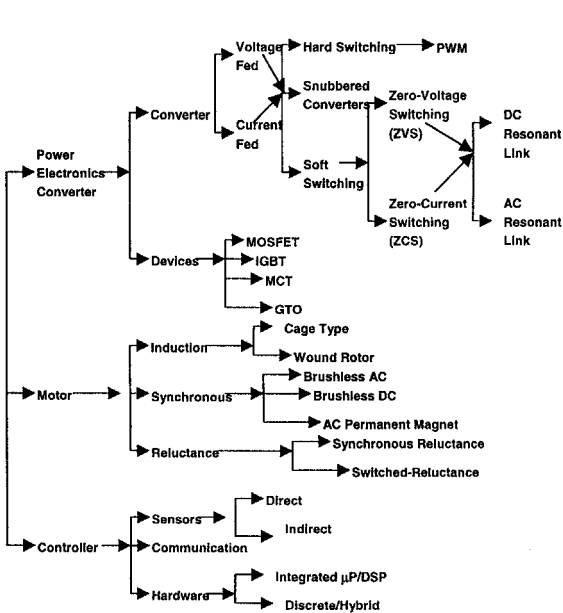 Voltage
Fed
Hard Switching
PWM
Converter
Current
Fed
Snubbered
Converters
Zero-Voltage
Switching
(ZVS)
DC
Resonant
Link
Power
Electronics
Converter
Soft
Switching
Zero-Current
Switching
(ZCS)
AC
Resonant
Link
Devices
MOSFET
IGBT
MCT
GTO
Motor
Induction
Cage Type
Wound Rotor
Synchronous
Brushless AC
Brushless DC
AC Permanent Magnet
Reluctance
Synchronous Reluctance
Switched-Reluctance
Controller
Sensors
Direct
Indirect
Communication
Hardware
Integrated µP/DSP
Discrete/Hybrid